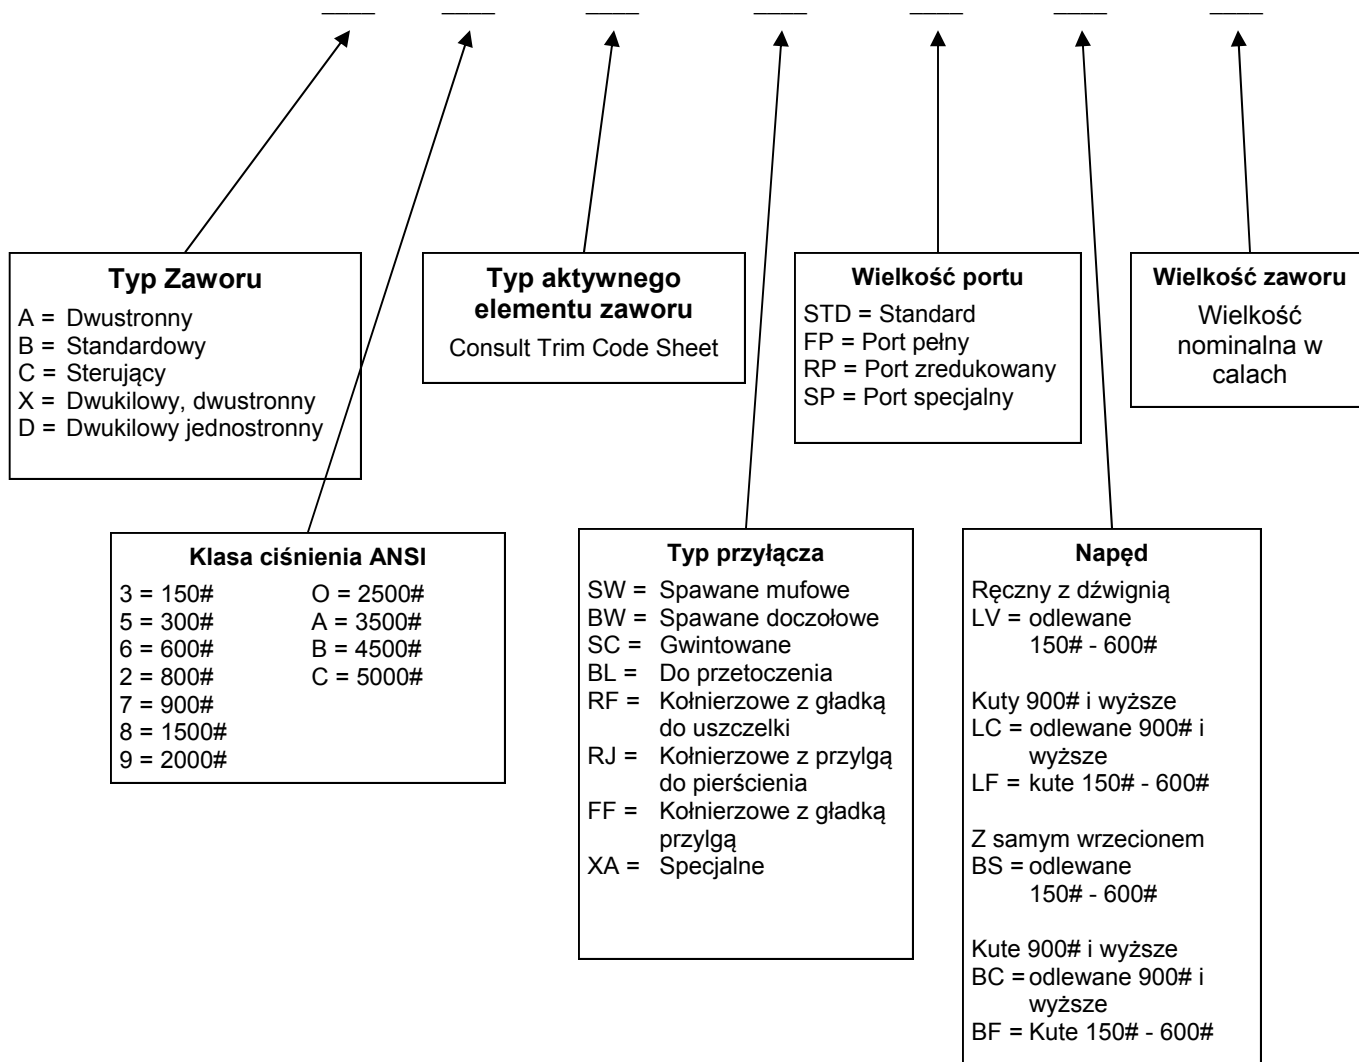 Typ Zaworu
A = Dwustronny
B = Standardowy
C = Sterujący
X = Dwukilowy, dwustronny
D = Dwukilowy jednostronny
Typ aktywnego
elementu zaworu
Consult Trim Code Sheet
Wielkość portu
STD = Standard
FP = Port pełny
RP = Port zredukowany
SP = Port specjalny
Wielkość zaworu
Wielkość
nominalna w
calach
Klasa ciśnienia ANSI
3 = 150#
5 = 300#
6 = 600#
2 = 800#
7 = 900#
8 = 1500#
9 = 2000#
O = 2500#
A = 3500#
B = 4500#
C = 5000#
Typ przyłącza
SW = Spawane mufowe
BW = Spawane doczołowe
SC = Gwintowane
BL = Do przetoczenia
RF = Kołnierzowe z gładką
do uszczelki
RJ = Kołnierzowe z przylgą
do pierścienia
FF = Kołnierzowe z gładką
przylgą
XA = Specjalne
Napęd
Ręczny z dźwignią
LV = odlewane
150# - 600#
Kuty 900# i wyższe
LC = odlewane 900# i
wyższe
LF = kute 150# - 600#
Z samym wrzecionem
BS = odlewane
150# - 600#
Kute 900# i wyższe
BC = odlewane 900# i
wyższe
BF = Kute 150# - 600#